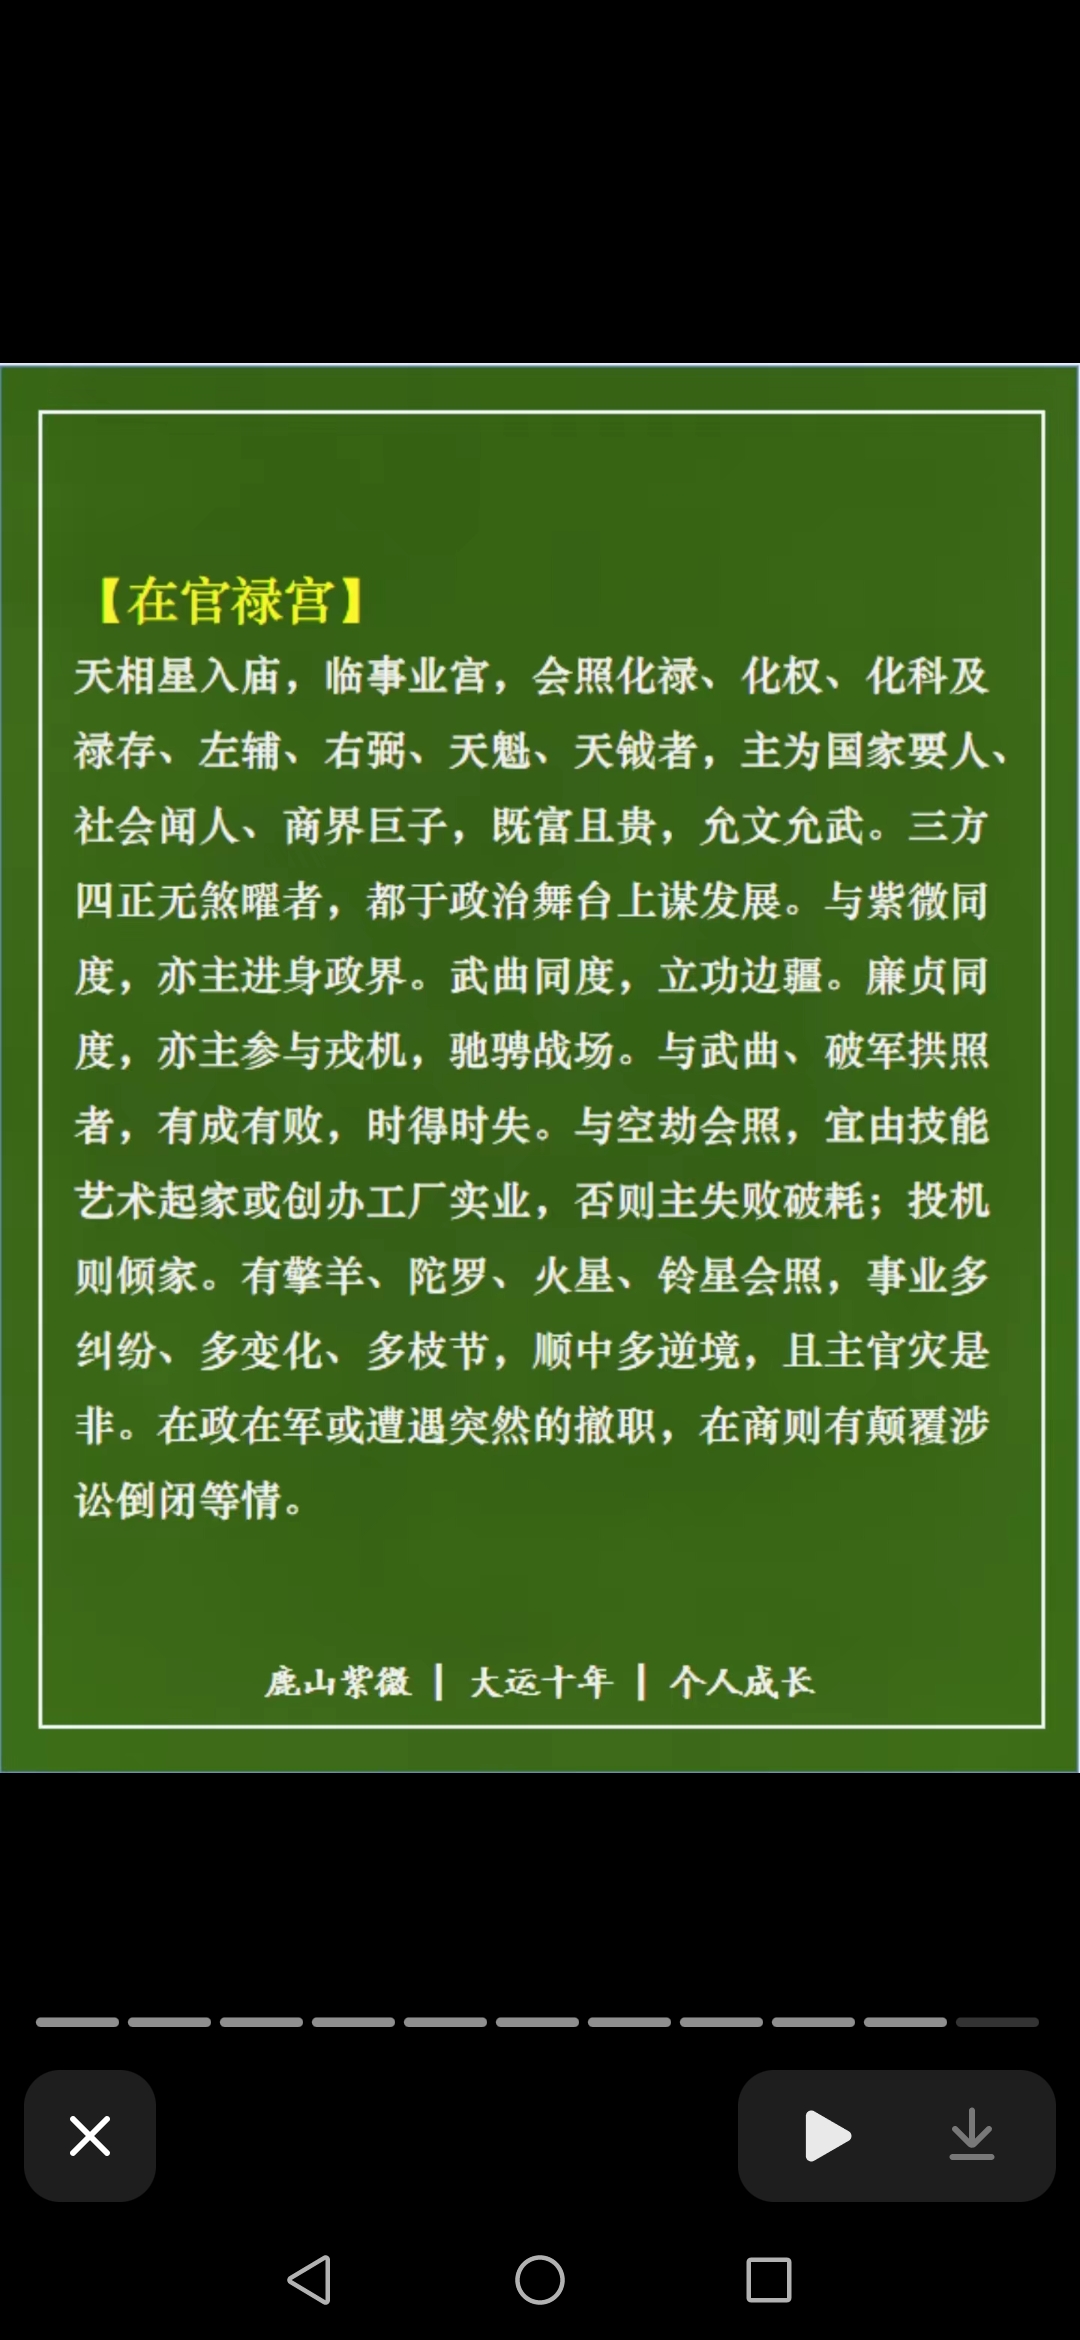 【在官禄宫】
天相星入庙，临事业宫，会照化禄、化权、化科及
禄存、左辅、右弼、天魁、天钺者，主为国家要人、
社会闻人、商界巨子，既富且贵，允文允武。三方
四正无煞曜者，都于政治舞台上谋发展。与紫微同
度，亦主进身政界。武曲同度，立功边疆。廉贞同
度，亦主参与戎机，驰骋战场。与武曲、破军拱照
者，有成有败，时得时失。与空劫会照，宜由技能
艺术起家或创办工厂实业，否则主失败破耗；投机
则倾家。有擎羊、陀罗、火星、铃星会照，事业多
纠纷、多变化、多枝节，顺中多逆境，且主官灾是
非。在政在军或遭遇突然的撤职，在商则有颠覆涉
讼倒闭等情。
鹿山紫微 | 大运十年 | 个人成长